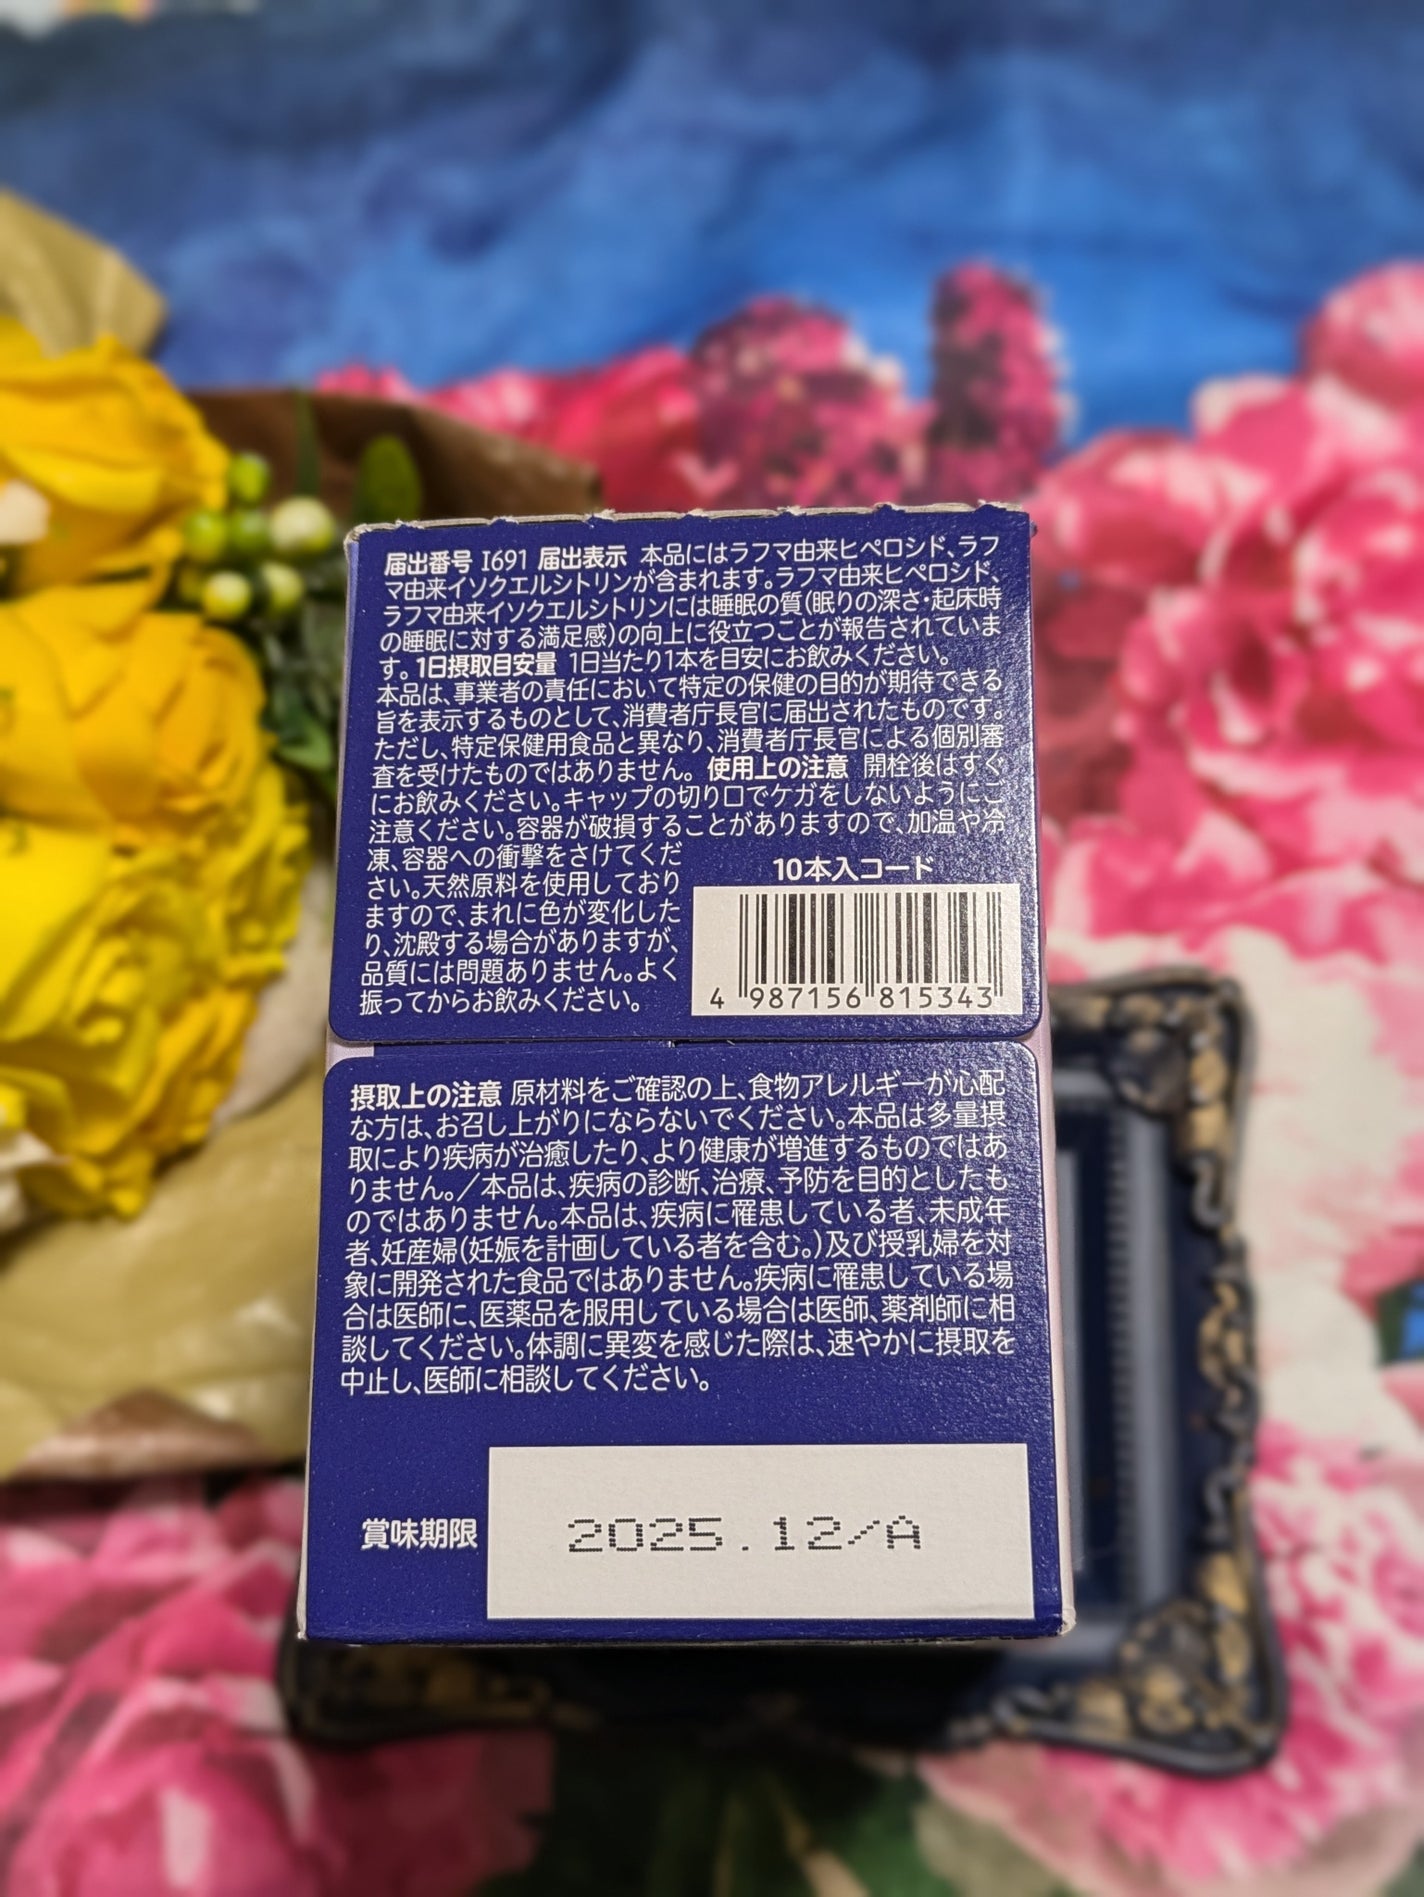 届出番号 I691 届出表示 本品にはラフマ由来ヒペロシド、ラフ
マ由来イソクエルシトリンが含まれます。ラフマ由来ヒペロシド、
ラフマ由来イソクエルシトリンには睡眠の質(眠りの深さ・起床時
の睡眠に対する満足感)の向上に役立つことが報告されていま
す。1日摂取目安量 1日当たり1本を目安にお飲みください。
本品は、事業者の責任において特定の保健の目的が期待できる
旨を表示するものとして、消費者庁長官に届出されたものです。
ただし、特定保健用食品と異なり、消費者庁長官による個別審
査を受けたものではありません。 使用上の注意 開栓後はすぐ
にお飲みください。キャップの切り口でケガをしないようにご
注意ください。容器が破損することがありますので、加温や冷
凍、容器への衝撃をさけてくだ
さい。天然原料を使用しており
ますので、まれに色が変化した
り、沈殿する場合がありますが、
品質には問題ありません。よく
振ってからお飲みください。
10本入コード
4 987156 815343
摂取上の注意 原材料をご確認の上、食物アレルギーが心配
な方は、お召し上がりにならないでください。本品は多量摂
取により疾病が治癒したり、より健康が増進するものではあ
りません。/本品は、疾病の診断、治療、予防を目的としたも
のではありません。本品は、疾病に罹患している者、未成年
者、妊産婦(妊娠を計画している者を含む。)及び授乳婦を対
象に開発された食品ではありません。疾病に罹患している場
合は医師に、医薬品を服用している場合は医師、薬剤師に相
談してください。体調に異変を感じた際は、速やかに摂取を
中止し、医師に相談してください。
賞味期限 2025.12/A